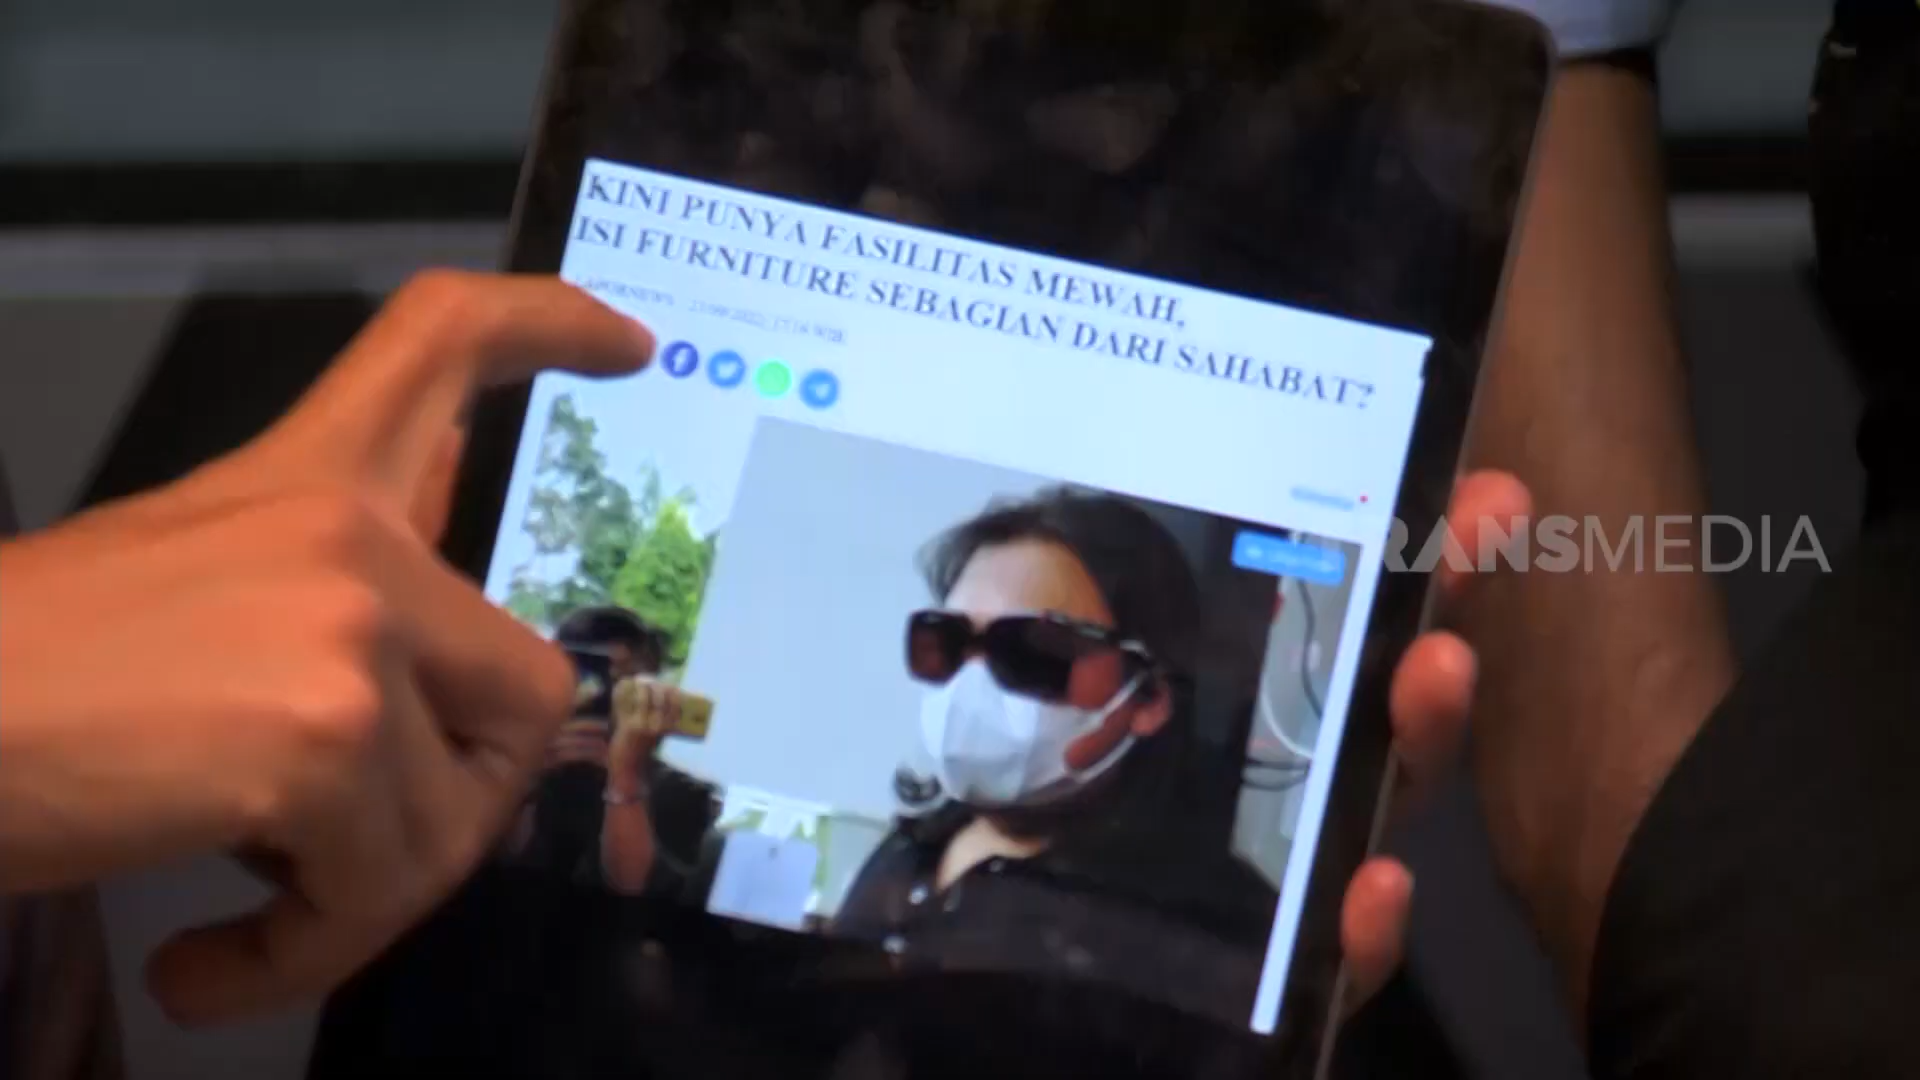 KINI PUNYA FASILITAS MEWAH,
ISI FURNITURE SEBAGIAN DARI SAHABAT?
RANSMEDIA